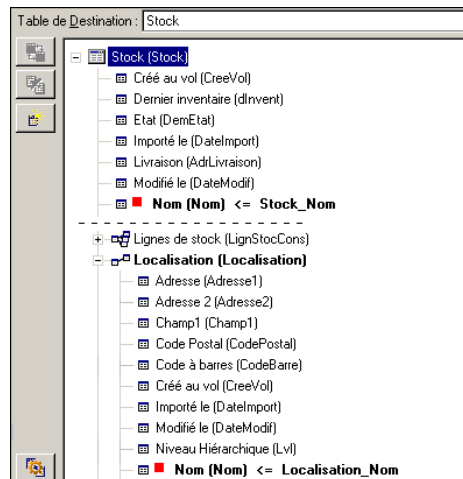 Table de Destination : Stock
Stock (Stock)
Créé au vol (CreeVol)
Dernier inventaire (dInvent)
Etat (DemEtat)
Importé le (DateImport)
Livraison (AdrLivraison)
Modifié le (DateModif)
Nom (Nom) <= Stock_Nom
Lignes de stock (LignStocCons)
Localisation (Localisation)
Adresse (Adresse1)
Adresse 2 (Adresse2)
Champ1 (Champ1)
Code Postal (CodePostal)
Code à barres (CodeBarre)
Créé au vol (CreeVol)
Importé le (DateImport)
Modifié le (DateModif)
Niveau Hiérarchique (Lvl)
Nom (Nom) <= Localisation_Nom